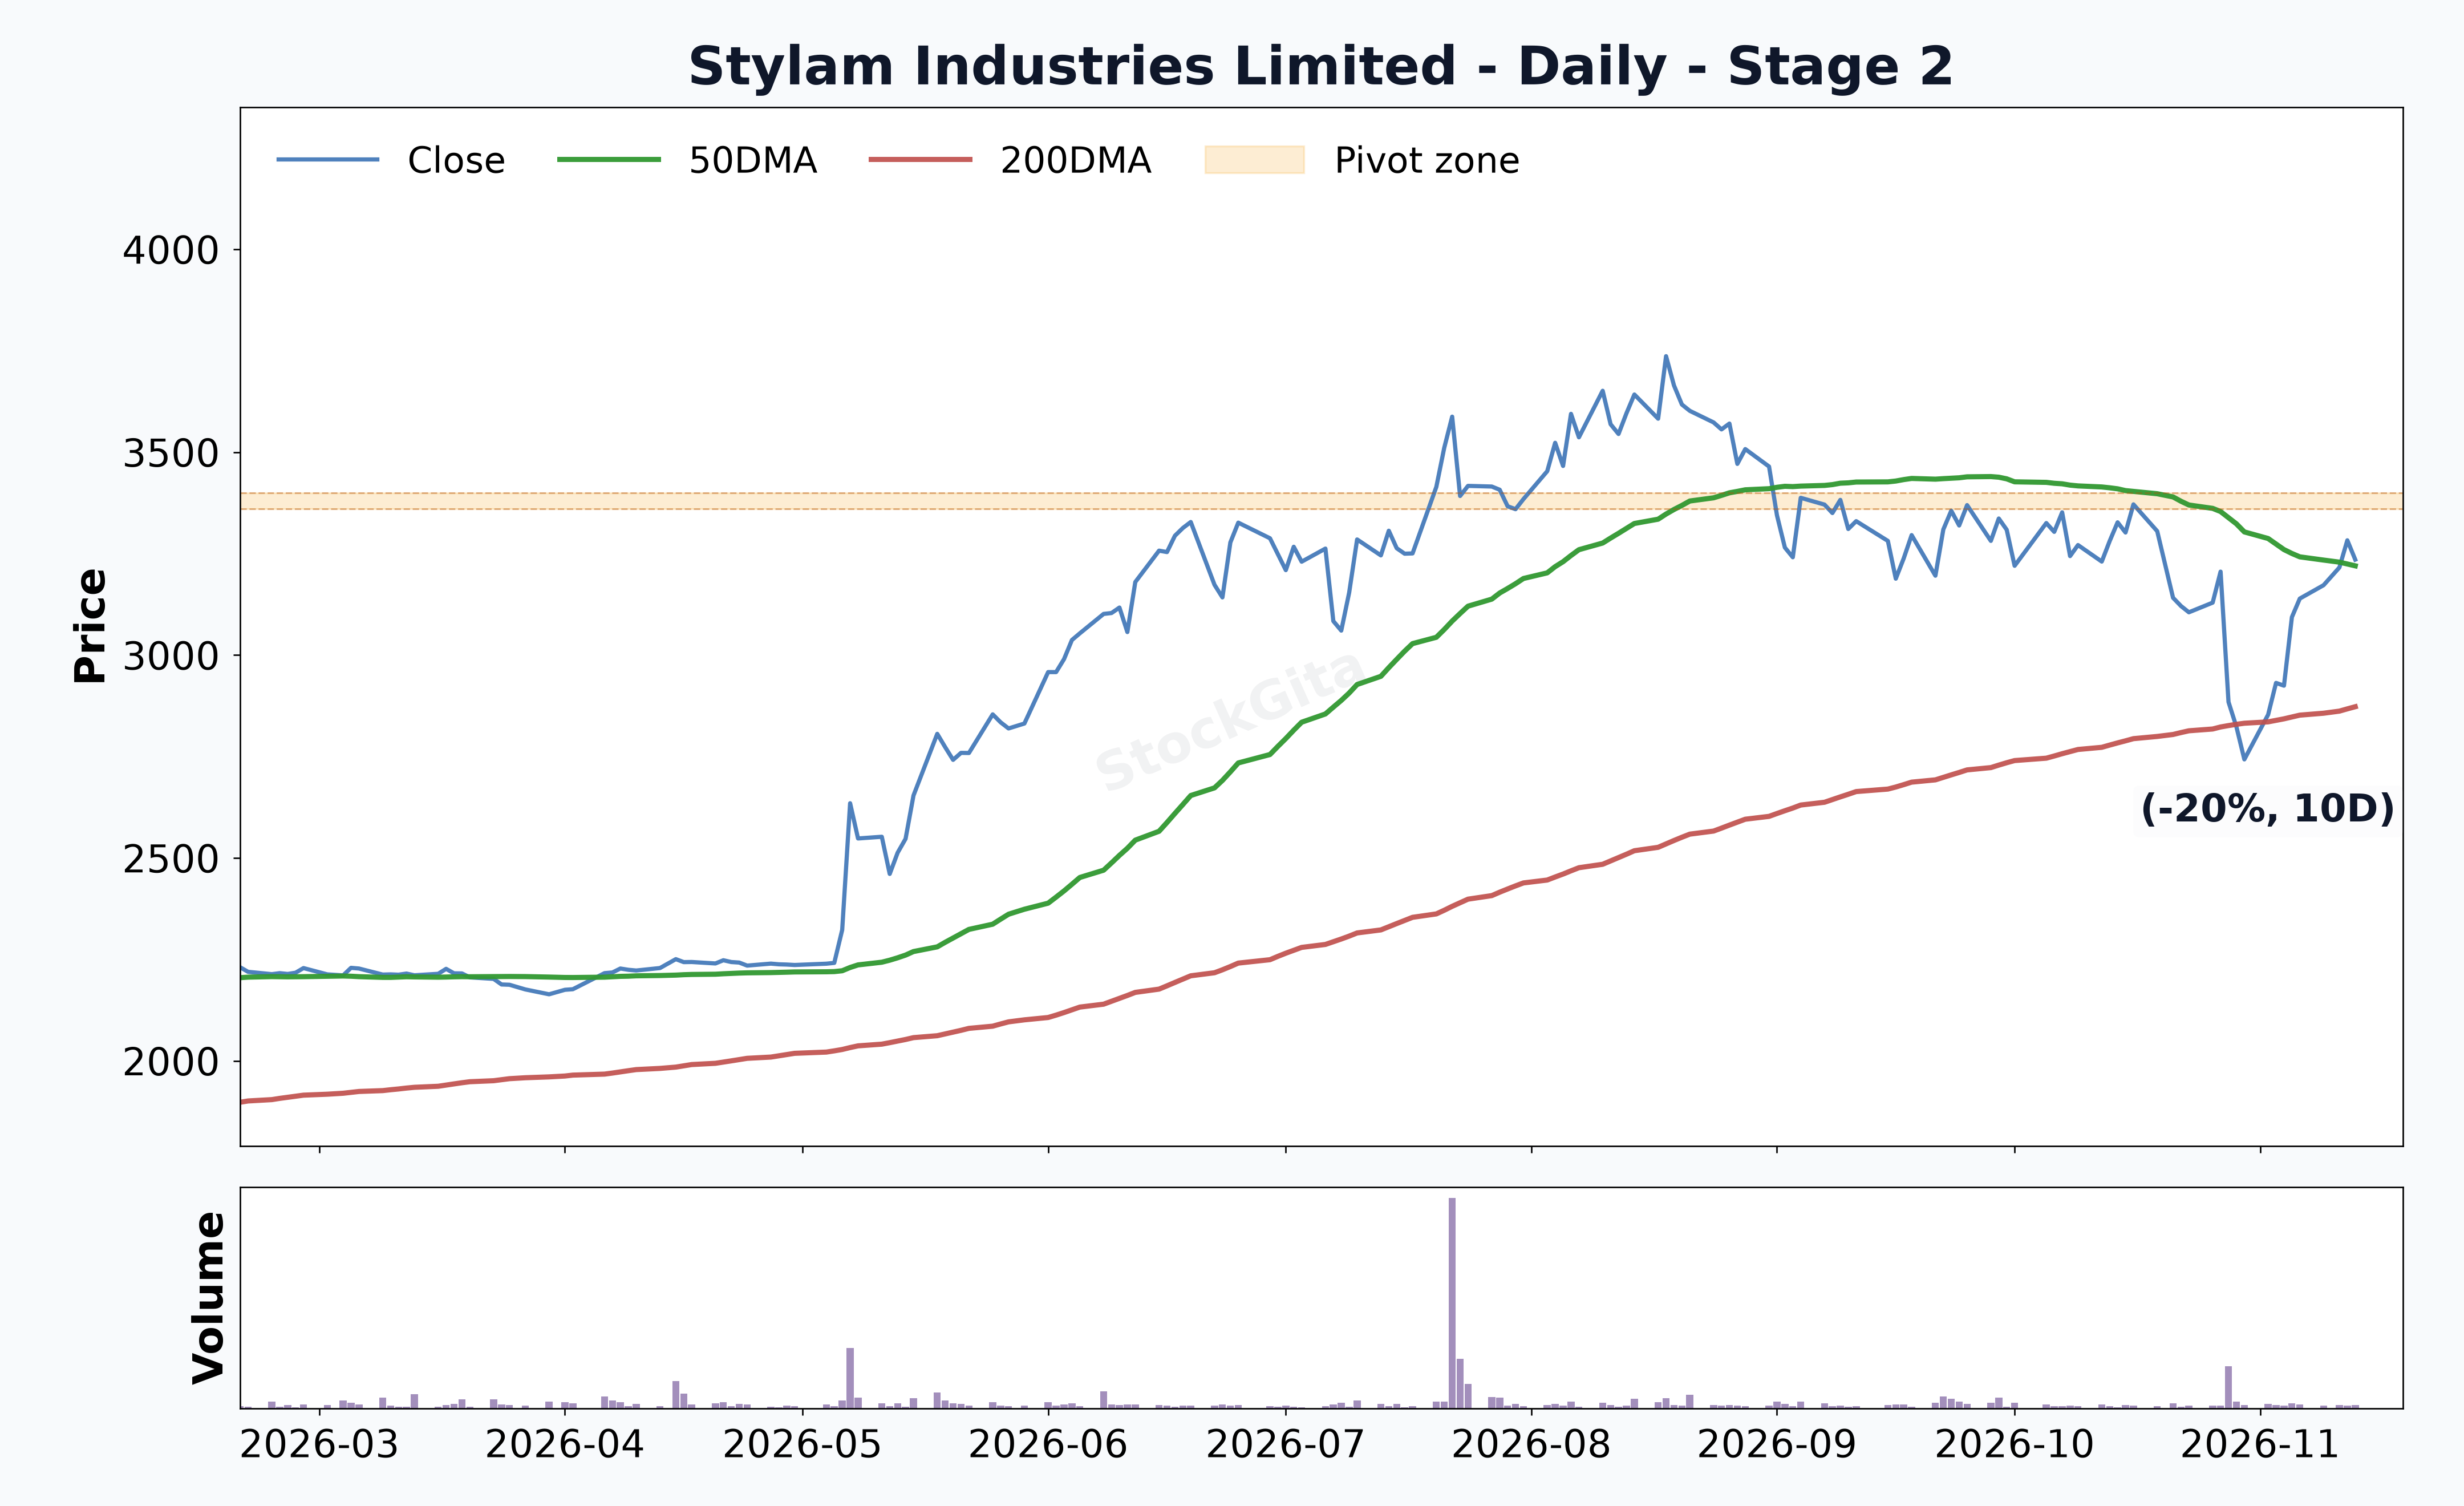 Stylam Industries Limited - Daily - Stage 2
Close 50DMA 200DMA Pivot zone
4000
3500
3000
2500
2000
Price
StockGita
(-20%, 10D)
Volume
2026-03 2026-04 2026-05 2026-06 2026-07 2026-08 2026-09 2026-10 2026-11